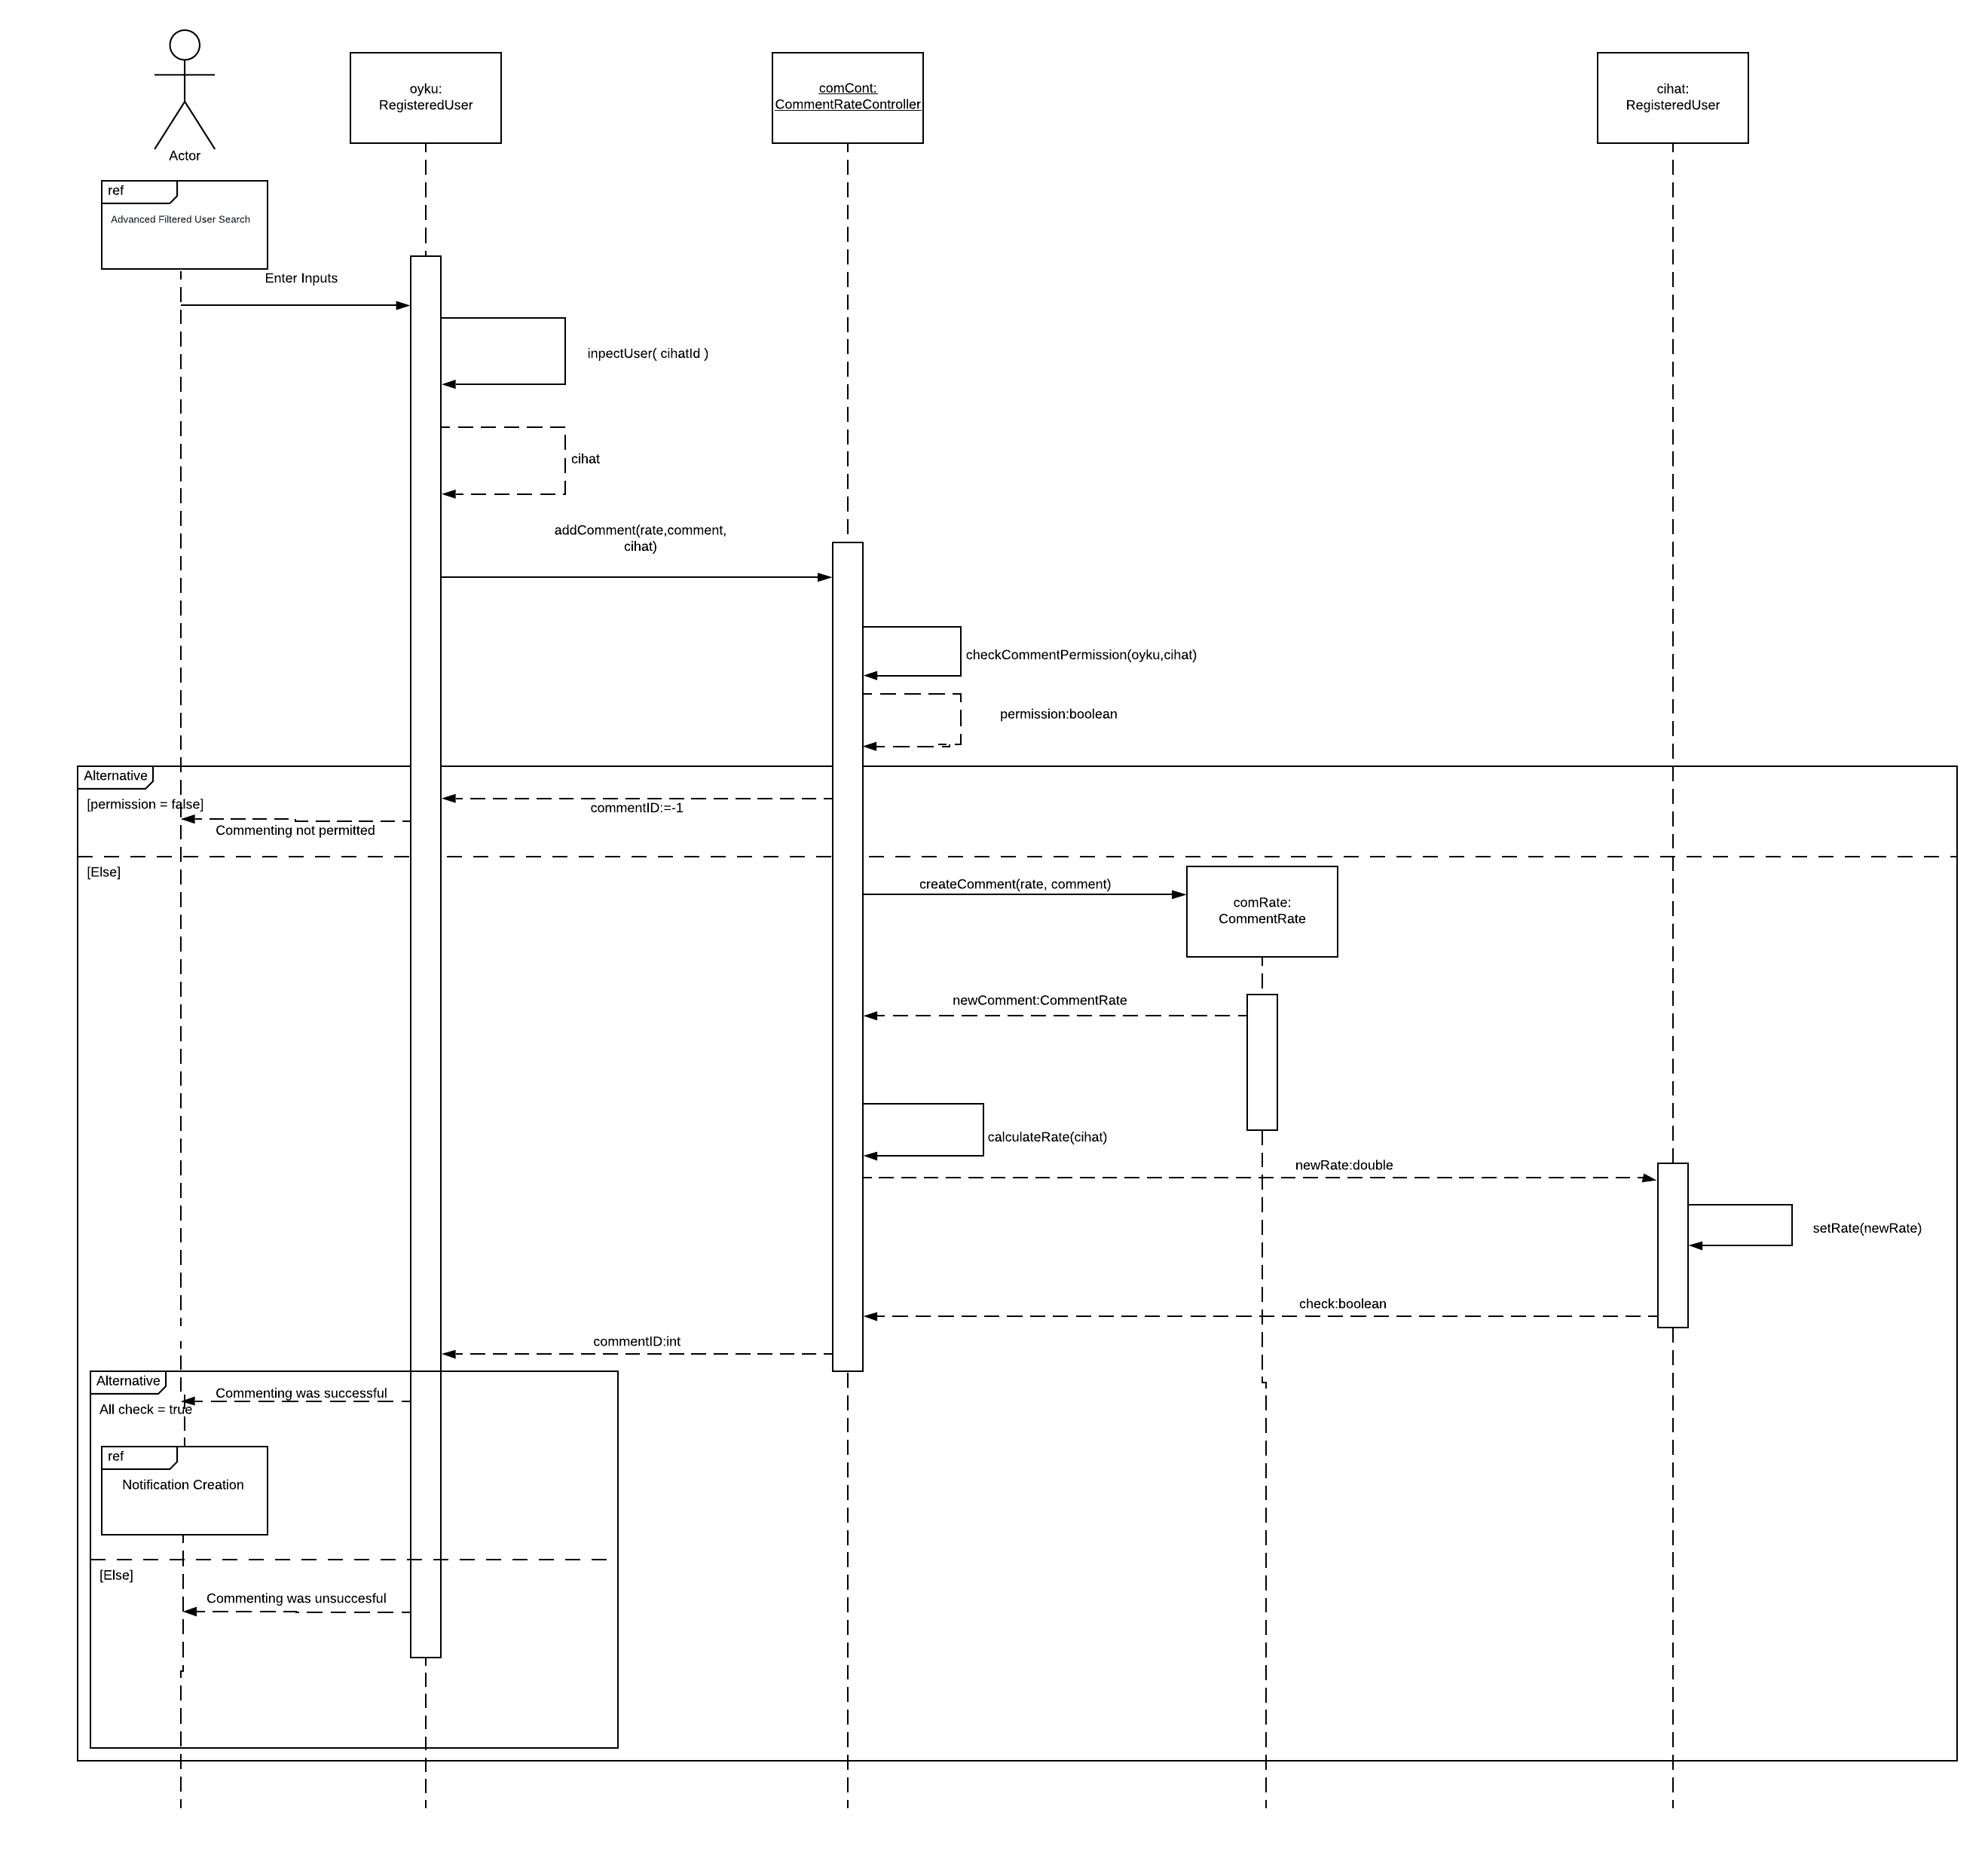 Actor
oyku:
RegisteredUser
comCont:
CommentRateController
cihat:
RegisteredUser
ref
Advanced Filtered User Search
Enter Inputs
inpectUser( cihatId )
cihat
addComment(rate,comment,
cihat)
checkCommentPermission(oyku,cihat)
permission:boolean
Alternative
[permission = false]
commentID:=-1
Commenting not permitted
[Else]
createComment(rate, comment)
comRate:
CommentRate
newComment:CommentRate
calculateRate(cihat)
newRate:double
setRate(newRate)
check:boolean
commentID:int
Alternative
Commenting was successful
All check = true
ref
Notification Creation
[Else]
Commenting was unsuccesful